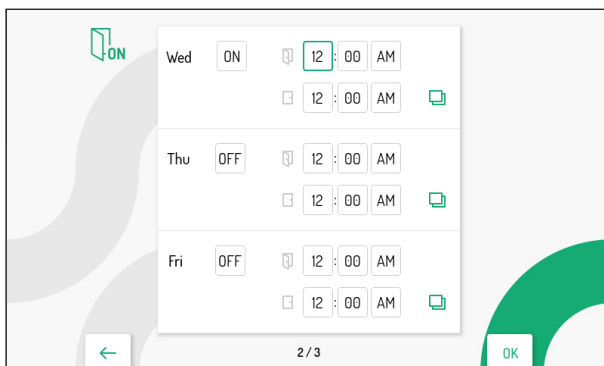 ON
Wed ON 12 : 00 AM
12 : 00 AM
Thu OFF 12 : 00 AM
12 : 00 AM
Fri OFF 12 : 00 AM
12 : 00 AM
2/3
OK